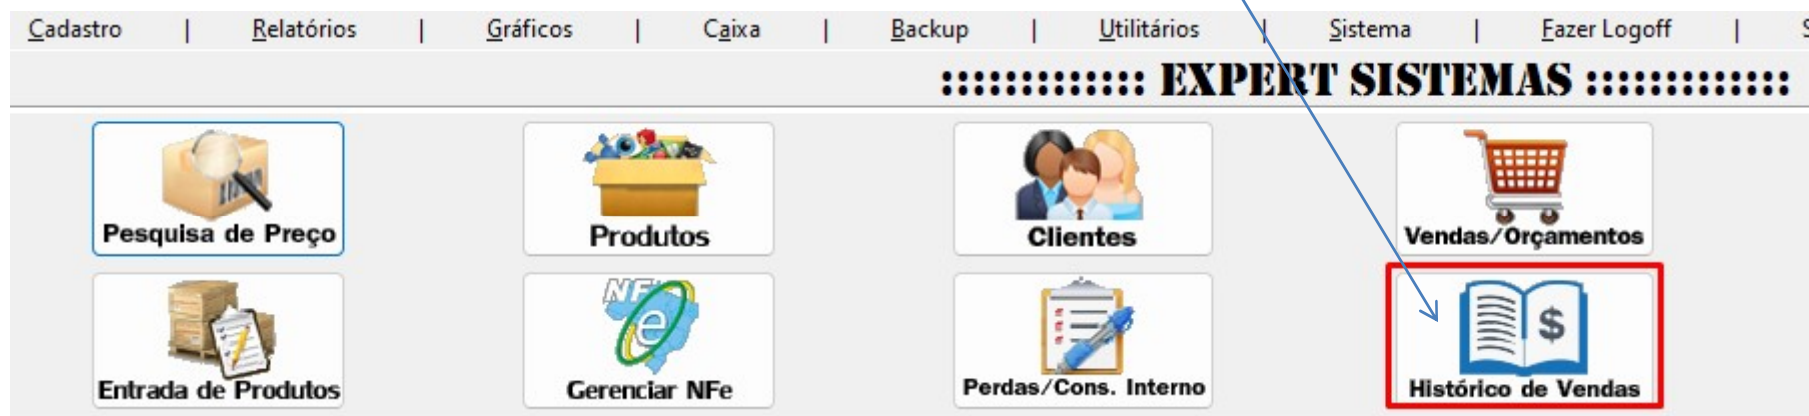 Cadastro | Relatórios | Gráficos | Caixa | Backup | Utilitários | Sistema | Fazer Logoff |
::::::::::::: EXPERT SISTEMAS :::::::::::::
Pesquisa de Preço Produtos Clientes Vendas/Orçamentos
NF e $
Entrada de Produtos Gerenciar NFe Perdas/Cons. Interno Histórico de Vendas